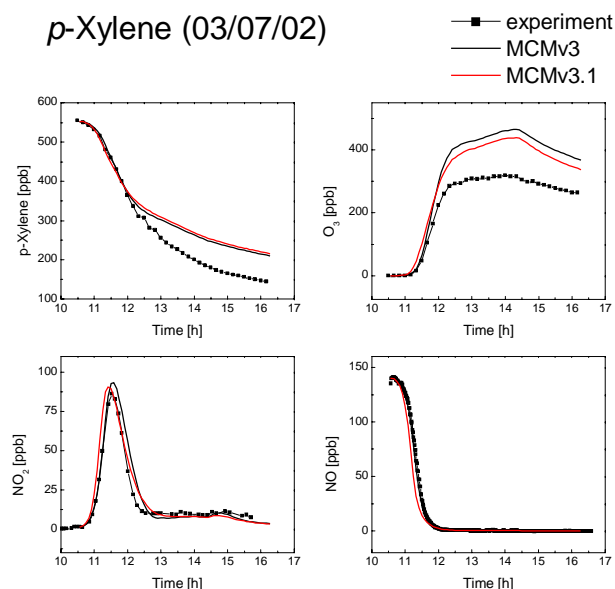 p-Xylene (03/07/02)
experiment
MCMv3
MCMv3.1
p-Xylene [ppb]
600
500
400
300
200
100
10 11 12 13 14 15 16 17
Time [h]
O3 [ppb]
400
200
0
10 11 12 13 14 15 16 17
Time [h]
NO2 [ppb]
100
75
50
25
0
10 11 12 13 14 15 16 17
Time [h]
NO [ppb]
150
100
50
0
10 11 12 13 14 15 16 17
Time [h]